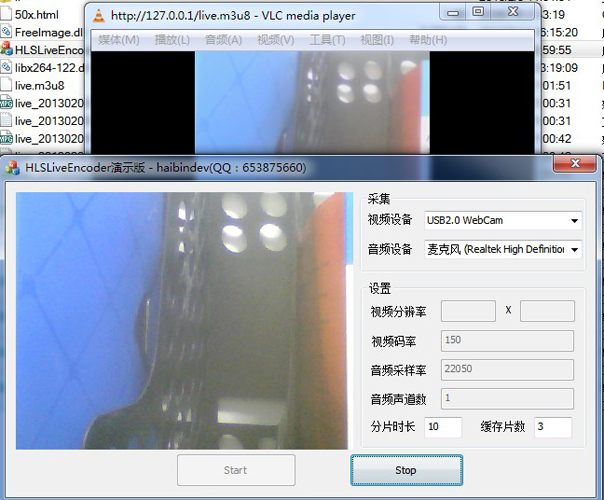 50x.html
FreeImage.dl
HLSLiveEncod
libx264-122.d
live.m3u8
live_2013020
live_2013020
live_2013020
3:19
6:15:20
59:55
3:19:09
01:51
00:31
00:31
00:42
http://127.0.0.1/live.m3u8 - VLC media player
媒体(M) 播放(L) 音频(A) 视频(V) 工具(T) 视图(I) 帮助(H)
HLSLiveEncoder演示版 - haibindev(QQ：653875660)
采集
视频设备 USB2.0 WebCam
音频设备 麦克风 (Realtek High Definition
设置
视频分辨率 X
视频码率 150
音频采样率 22050
音频声道数 1
分片时长 10 缓存片数 3
Start Stop